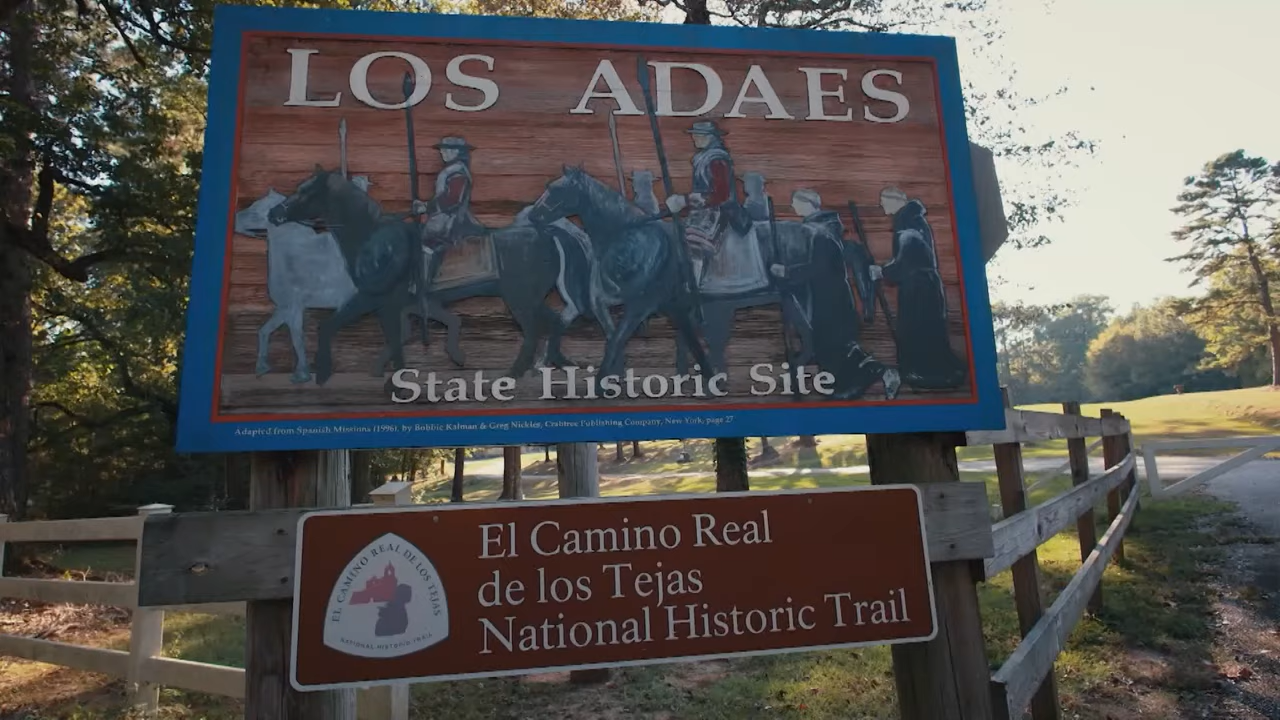 LOS ADAES
State Historic Site
Adapted from Spanish Missions (1996), by Bobbie Kalman & Greg Nickles, Crabtree Publishing Company, New York, page 27
EL CAMINO REAL DE LOS TEJAS
NATIONAL HISTORIC TRAIL
El Camino Real
de los Tejas
National Historic Trail